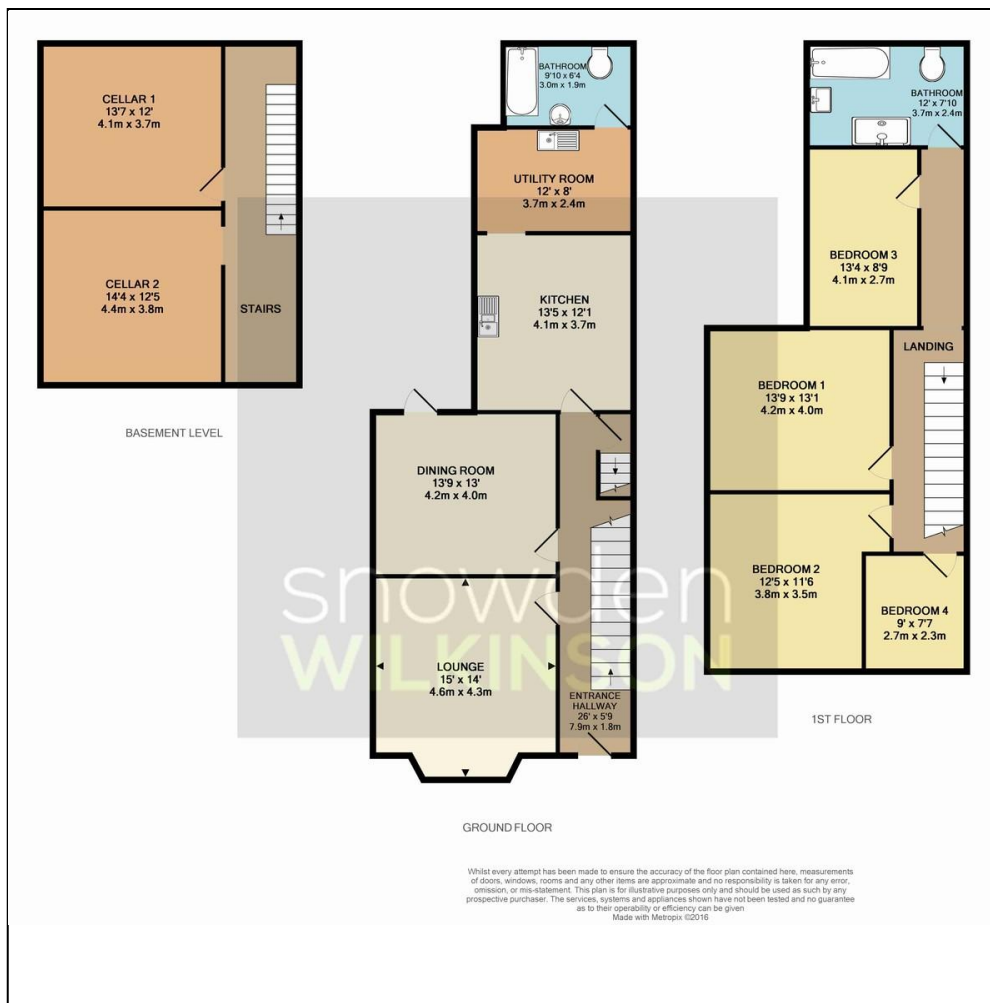 CELLAR 1
13'7 x 12'
4.1m x 3.7m
CELLAR 2
14'4 x 12'5
4.4m x 3.8m
STAIRS
BASEMENT LEVEL
BATHROOM
9'10 x 6'4
3.0m x 1.9m
UTILITY ROOM
12' x 8'
3.7m x 2.4m
KITCHEN
13'5 x 12'1
4.1m x 3.7m
DINING ROOM
13'9 x 13'
4.2m x 4.0m
LOUNGE
15' x 14'
4.6m x 4.3m
ENTRANCE
HALLWAY
26' x 5'9
7.9m x 1.8m
GROUND FLOOR
BATHROOM
12' x 7'10
3.7m x 2.4m
BEDROOM 3
13'4 x 8'9
4.1m x 2.7m
LANDING
BEDROOM 1
13'9 x 13'1
4.2m x 4.0m
BEDROOM 2
12'5 x 11'6
3.8m x 3.5m
BEDROOM 4
9' x 7'7
2.7m x 2.3m
1ST FLOOR
snowden
WILKINSON
Whilst every attempt has been made to ensure the accuracy of the floor plan contained here, measurements
of doors, windows, rooms and any other items are approximate and no responsibility is taken for any error,
omission, or mis-statement. This plan is for illustrative purposes only and should be used as such by any
prospective purchaser. The services, systems and appliances shown have not been tested and no guarantee
as to their operability or efficiency can be given
Made with Metropix ©2016